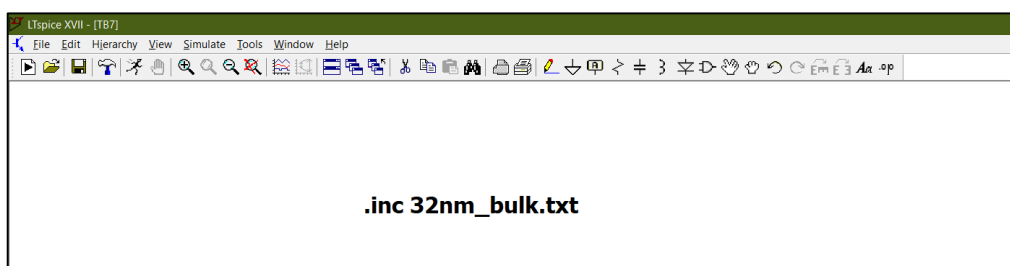 LTspice XVII - [TB7]
File Edit Hierarchy View Simulate Tools Window Help
Aa .op
.inc 32nm_bulk.txt